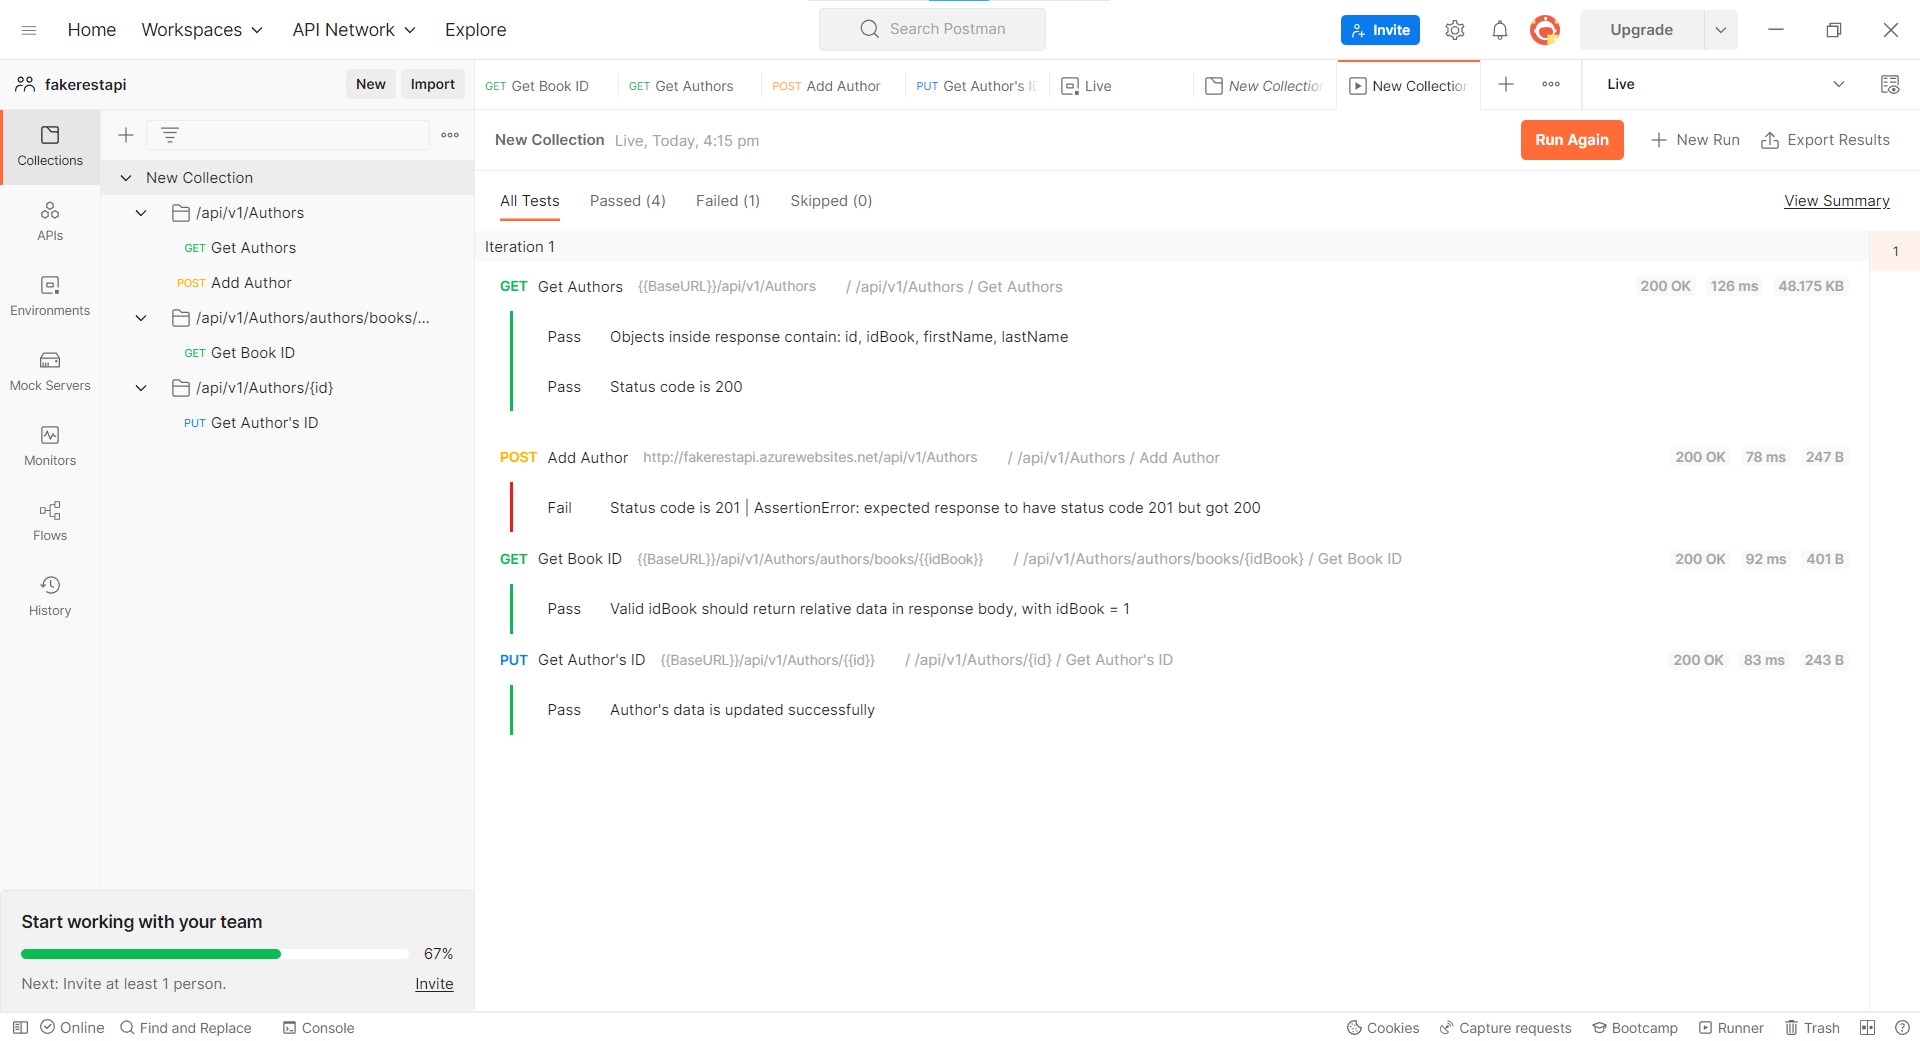 Home Workspaces API Network Explore Search Postman Invite Upgrade
fakerestapi New Import GET Get Book ID GET Get Authors POST Add Author PUT Get Author's ID Live New Collection New Collection Live
New Collection Live, Today, 4:15 pm Run Again New Run Export Results
Collections
New Collection
All Tests Passed (4) Failed (1) Skipped (0) View Summary
/api/v1/Authors
APIs
GET Get Authors
Iteration 1
1
POST Add Author
GET Get Authors {{BaseURL}}/api/v1/Authors / /api/v1/Authors / Get Authors 200 OK 126 ms 48.175 KB
Environments
/api/v1/Authors/authors/books/...
Pass Objects inside response contain: id, idBook, firstName, lastName
GET Get Book ID
Mock Servers
/api/v1/Authors/{id}
Pass Status code is 200
PUT Get Author's ID
Monitors
POST Add Author http://fakerestapi.azurewebsites.net/api/v1/Authors / /api/v1/Authors / Add Author 200 OK 78 ms 247 B
Fail Status code is 201 | AssertionError: expected response to have status code 201 but got 200
Flows
GET Get Book ID {{BaseURL}}/api/v1/Authors/authors/books/{{idBook}} / /api/v1/Authors/authors/books/{idBook} / Get Book ID 200 OK 92 ms 401 B
History
Pass Valid idBook should return relative data in response body, with idBook = 1
PUT Get Author's ID {{BaseURL}}/api/v1/Authors/{{id}} / /api/v1/Authors/{id} / Get Author's ID 200 OK 83 ms 243 B
Pass Author's data is updated successfully
Start working with your team
67%
Next: Invite at least 1 person. Invite
Online Find and Replace Console Cookies Capture requests Bootcamp Runner Trash